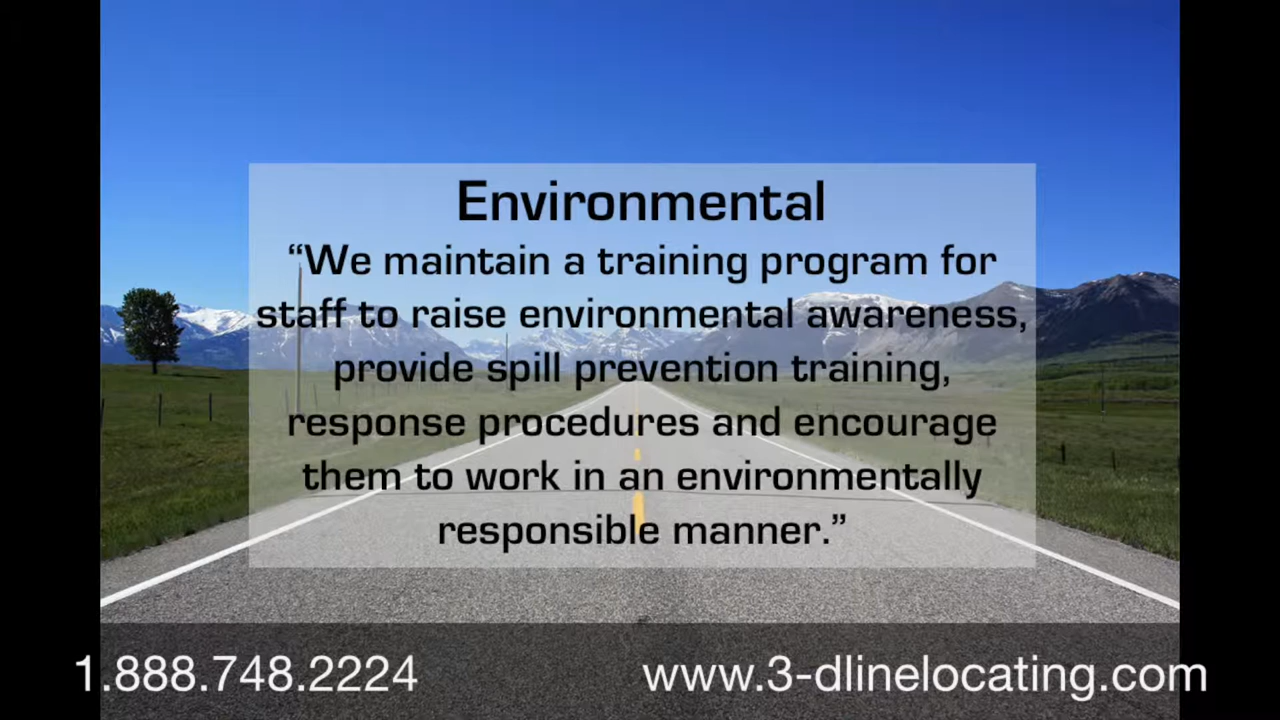 Environmental
“We maintain a training program for
staff to raise environmental awareness,
provide spill prevention training,
response procedures and encourage
them to work in an environmentally
responsible manner.”
1.888.748.2224
www.3-dlinelocating.com